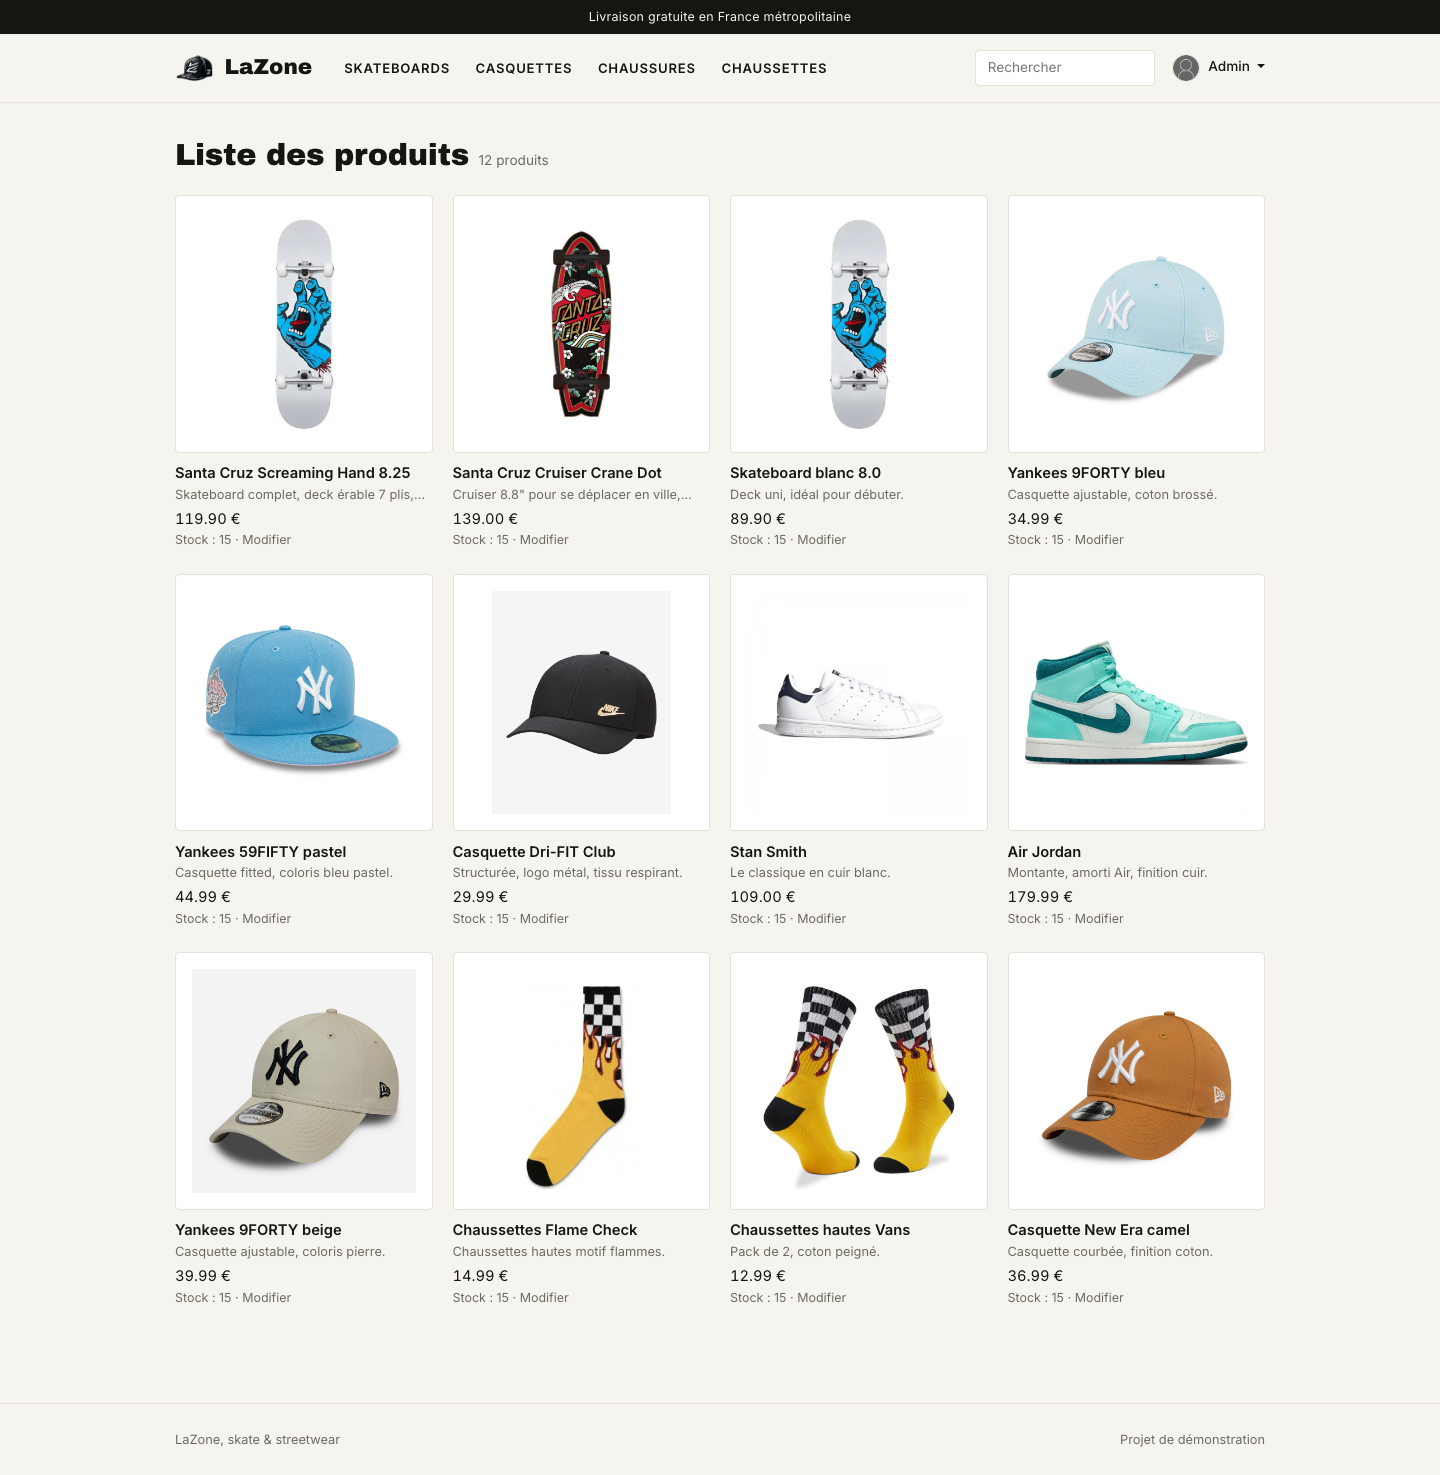 Livraison gratuite en France métropolitaine
LaZone
SKATEBOARDS CASQUETTES CHAUSSURES CHAUSSETTES
Rechercher
Admin
Liste des produits 12 produits
SANTA
CRUZ
NY
Santa Cruz Screaming Hand 8.25
Skateboard complet, deck érable 7 plis,...
119.90 €
Stock : 15 · Modifier
Santa Cruz Cruiser Crane Dot
Cruiser 8.8" pour se déplacer en ville,...
139.00 €
Stock : 15 · Modifier
Skateboard blanc 8.0
Deck uni, idéal pour débuter.
89.90 €
Stock : 15 · Modifier
Yankees 9FORTY bleu
Casquette ajustable, coton brossé.
34.99 €
Stock : 15 · Modifier
NY
NIKE
Yankees 59FIFTY pastel
Casquette fitted, coloris bleu pastel.
44.99 €
Stock : 15 · Modifier
Casquette Dri-FIT Club
Structurée, logo métal, tissu respirant.
29.99 €
Stock : 15 · Modifier
Stan Smith
Le classique en cuir blanc.
109.00 €
Stock : 15 · Modifier
Air Jordan
Montante, amorti Air, finition cuir.
179.99 €
Stock : 15 · Modifier
NY
NY
Yankees 9FORTY beige
Casquette ajustable, coloris pierre.
39.99 €
Stock : 15 · Modifier
Chaussettes Flame Check
Chaussettes hautes motif flammes.
14.99 €
Stock : 15 · Modifier
Chaussettes hautes Vans
Pack de 2, coton peigné.
12.99 €
Stock : 15 · Modifier
Casquette New Era camel
Casquette courbée, finition coton.
36.99 €
Stock : 15 · Modifier
LaZone, skate & streetwear
Projet de démonstration